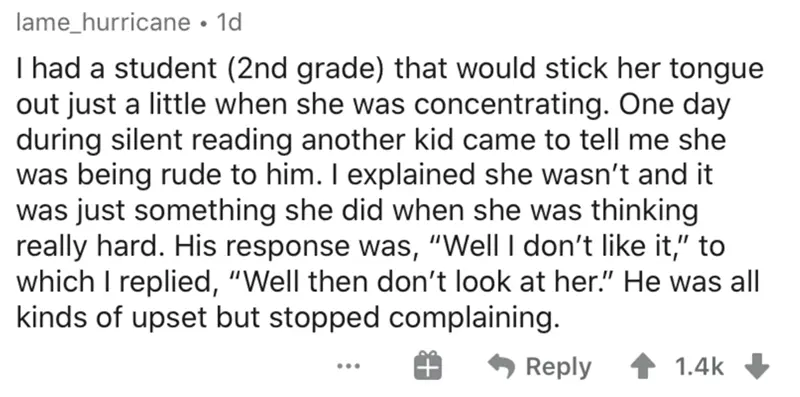 lame_hurricane • 1d
I had a student (2nd grade) that would stick her tongue
out just a little when she was concentrating. One day
during silent reading another kid came to tell me she
was being rude to him. I explained she wasn’t and it
was just something she did when she was thinking
really hard. His response was, “Well I don’t like it,” to
which I replied, “Well then don’t look at her.” He was all
kinds of upset but stopped complaining.
... Reply 1.4k